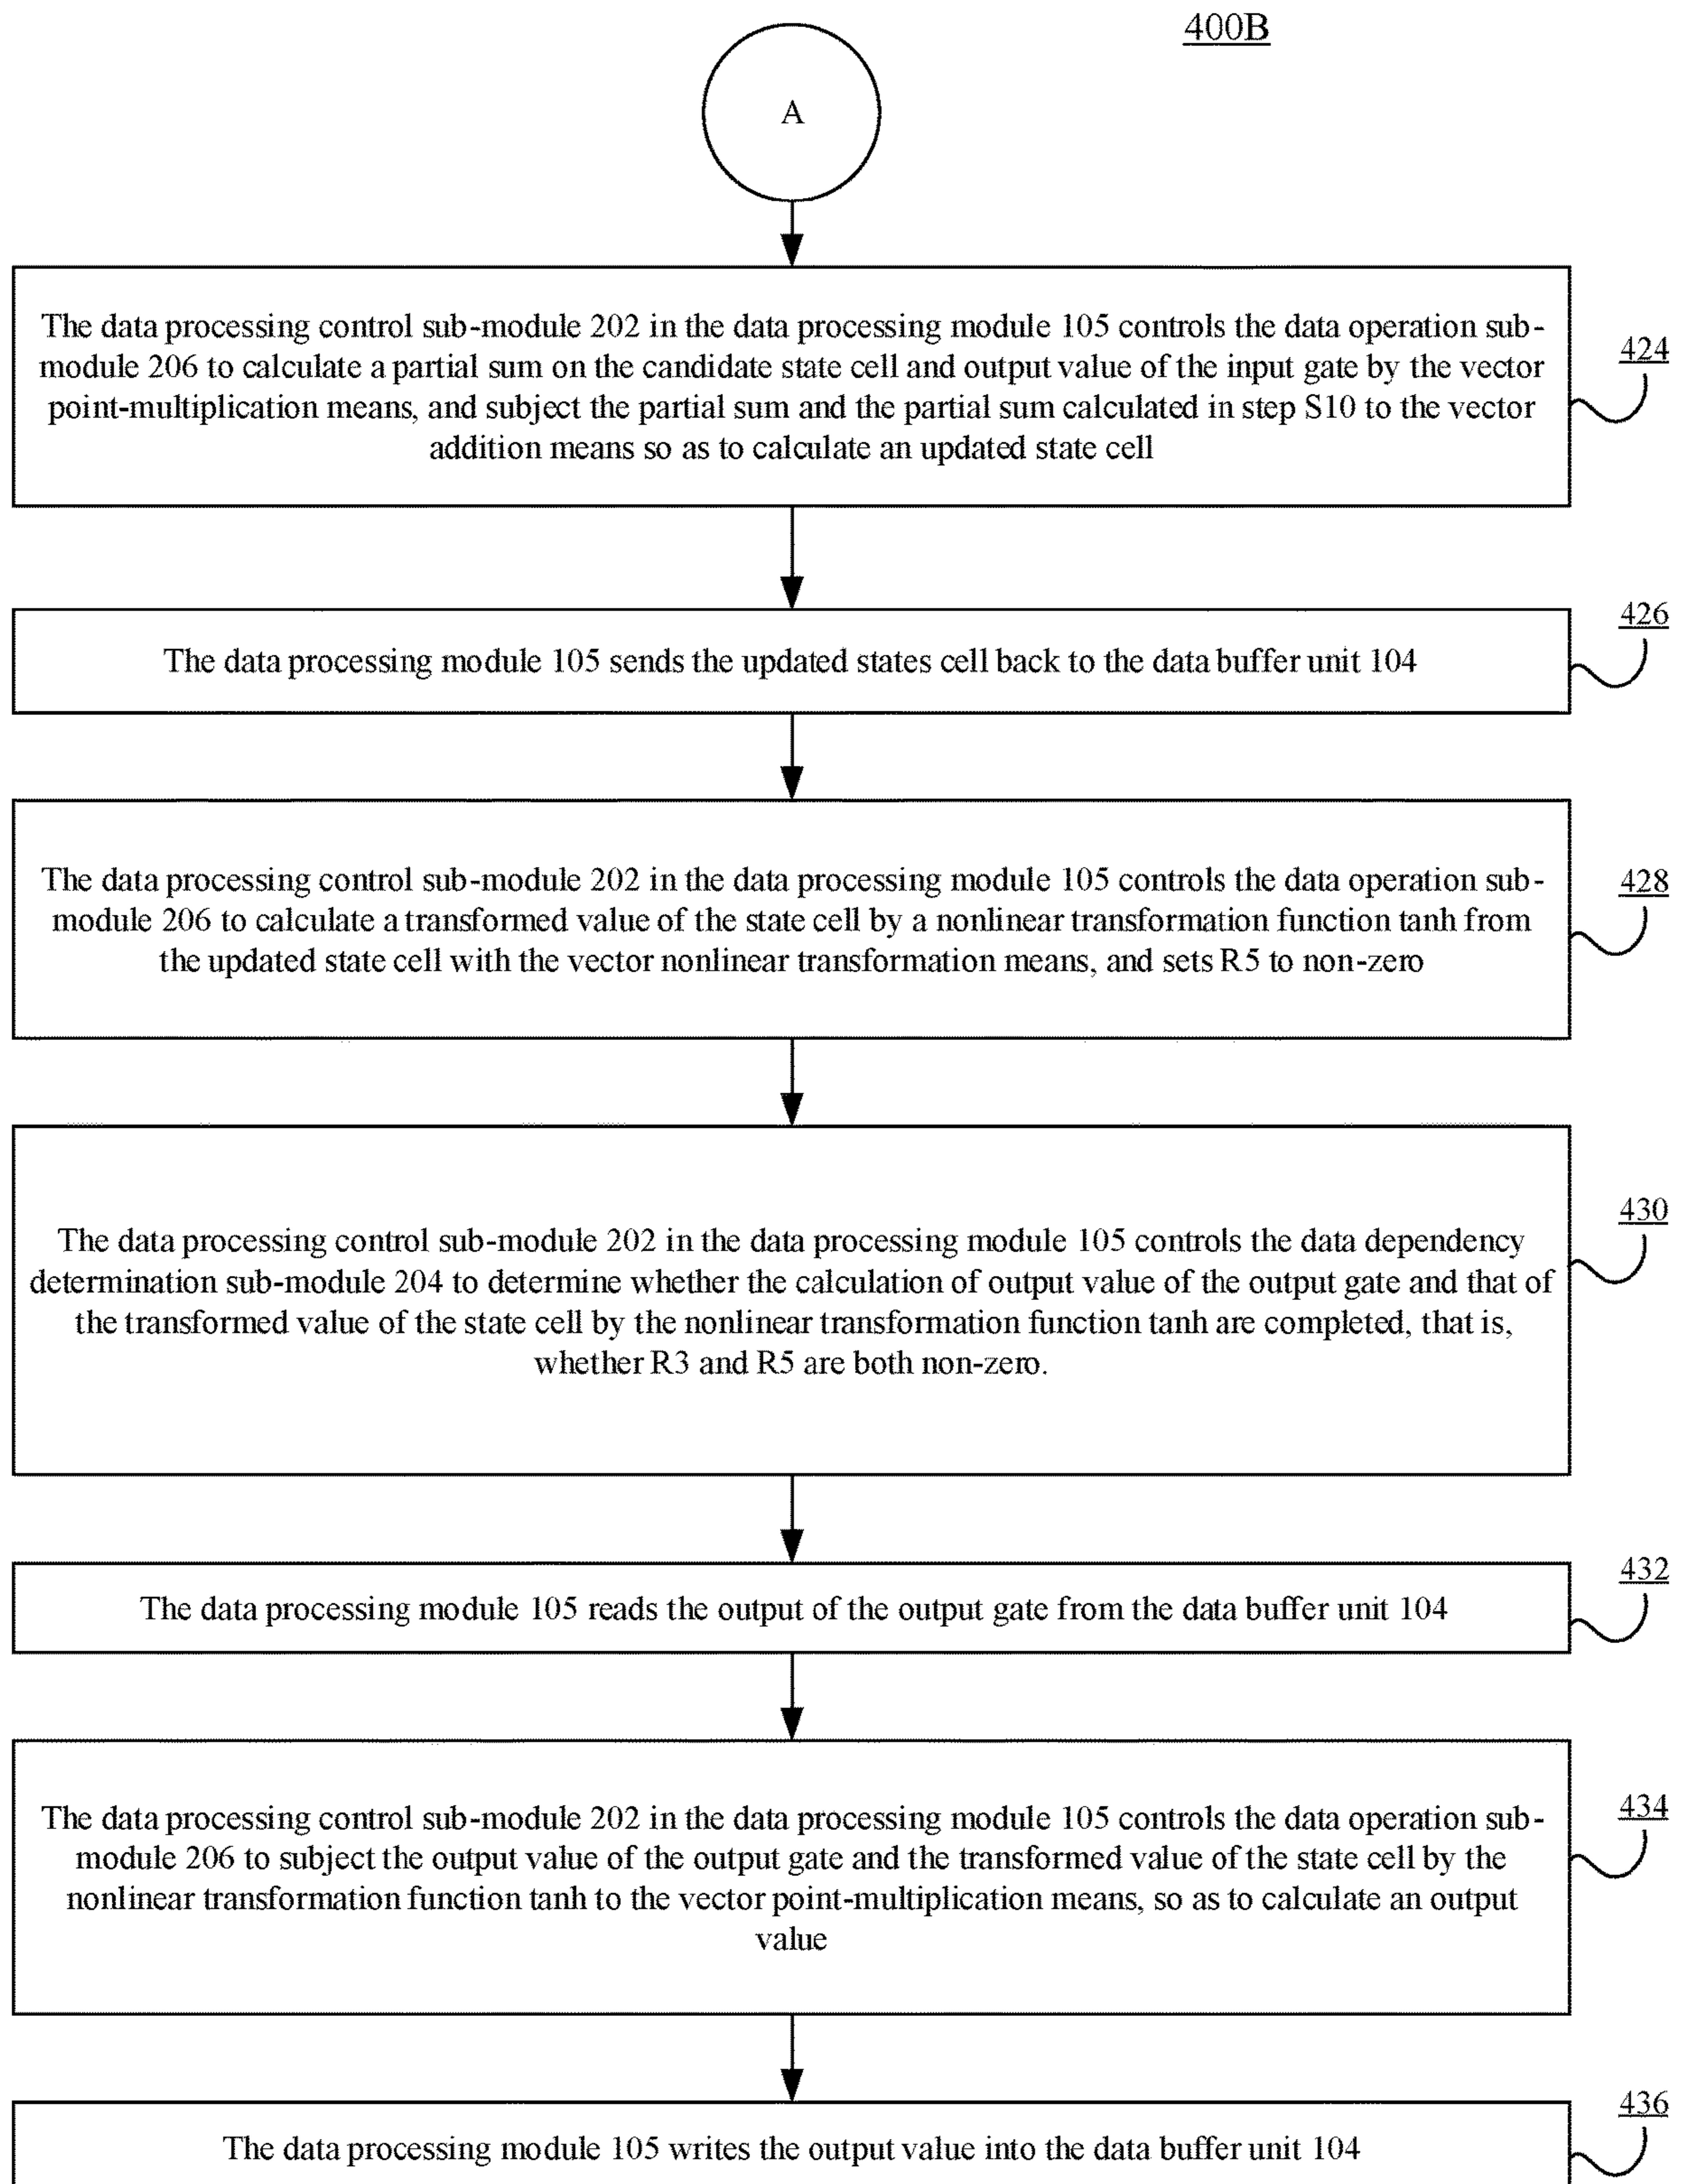 400B
A
The data processing control sub-module 202 in the data processing module 105 controls the data operation sub-
module 206 to calculate a partial sum on the candidate state cell and output value of the input gate by the vector
point-multiplication means, and subject the partial sum and the partial sum calculated in step S10 to the vector
addition means so as to calculate an updated state cell
424
The data processing module 105 sends the updated states cell back to the data buffer unit 104
426
The data processing control sub-module 202 in the data processing module 105 controls the data operation sub-
module 206 to calculate a transformed value of the state cell by a nonlinear transformation function tanh from
the updated state cell with the vector nonlinear transformation means, and sets R5 to non-zero
428
The data processing control sub-module 202 in the data processing module 105 controls the data dependency
determination sub-module 204 to determine whether the calculation of output value of the output gate and that of
the transformed value of the state cell by the nonlinear transformation function tanh are completed, that is,
whether R3 and R5 are both non-zero.
430
The data processing module 105 reads the output of the output gate from the data buffer unit 104
432
The data processing control sub-module 202 in the data processing module 105 controls the data operation sub-
module 206 to subject the output value of the output gate and the transformed value of the state cell by the
nonlinear transformation function tanh to the vector point-multiplication means, so as to calculate an output
value
434
The data processing module 105 writes the output value into the data buffer unit 104
436